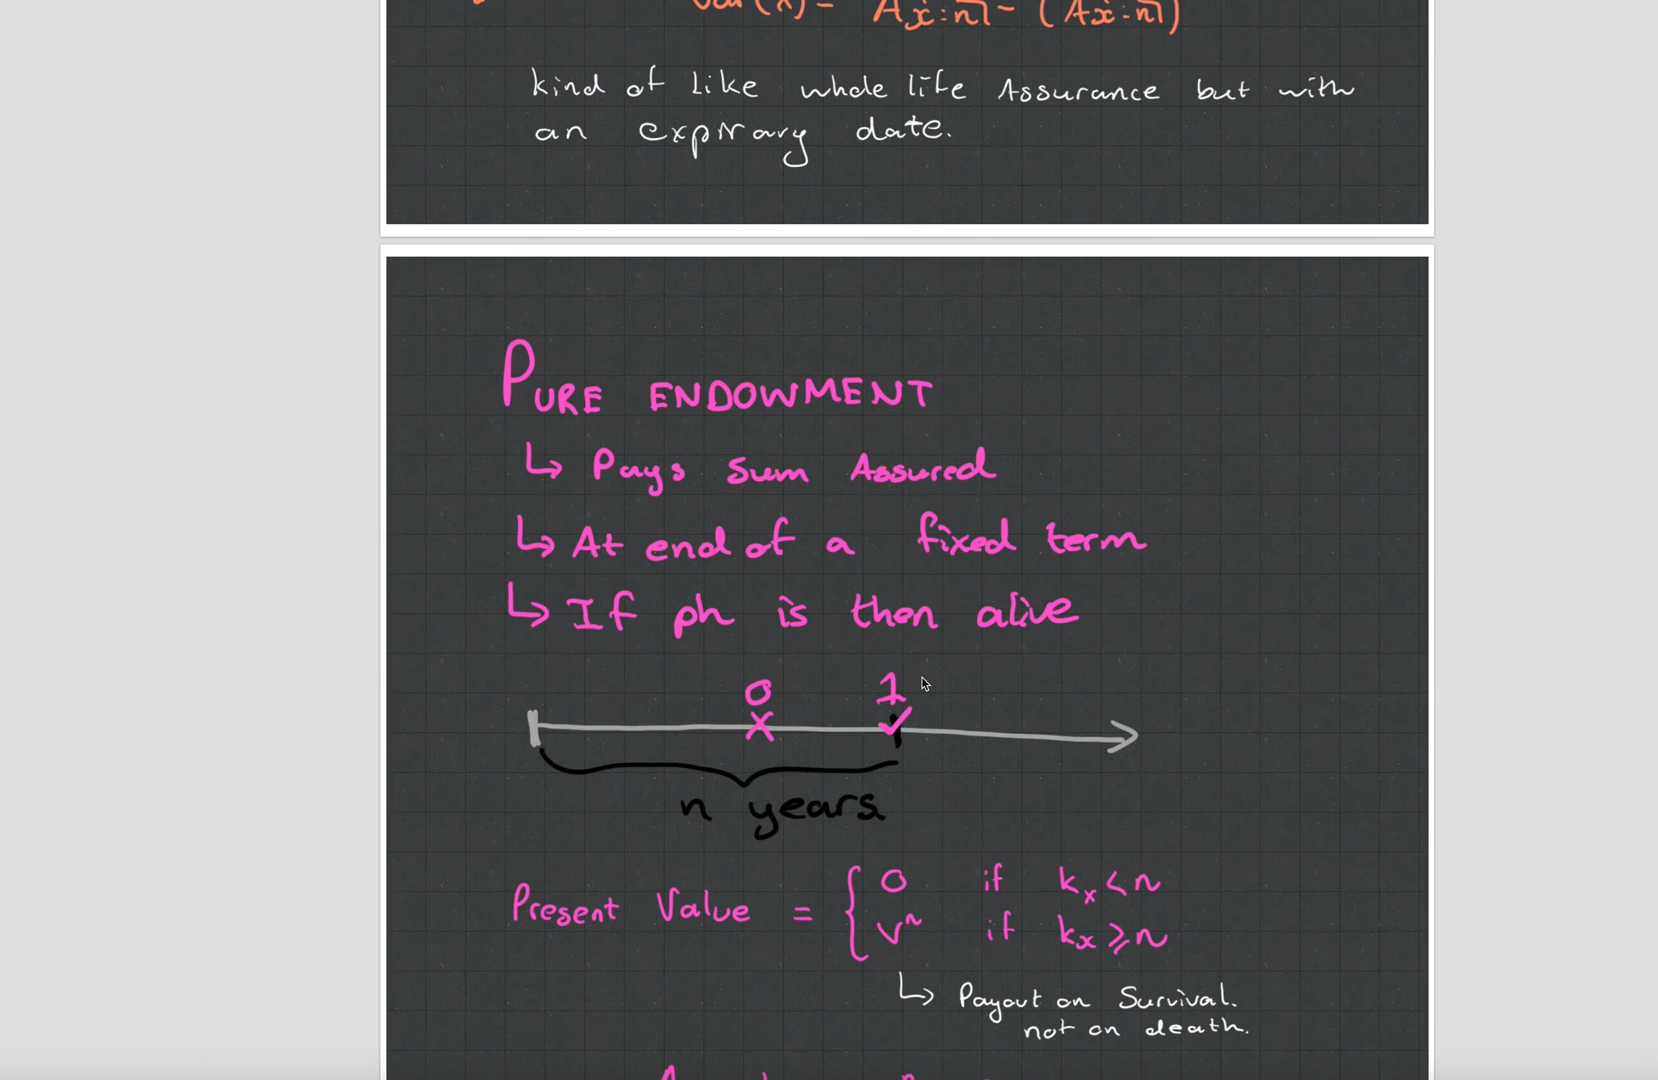 kind of like whole life Assurance but with
an expirary date.
PURE ENDOWMENT
↳ Pays Sum Assured
↳ At end of a fixed term
↳ If ph is then alive
0 1
n years
Present Value = { 0 if kx < n
vⁿ if kx ≥ n
↳ Payout on Survival.
not on death.